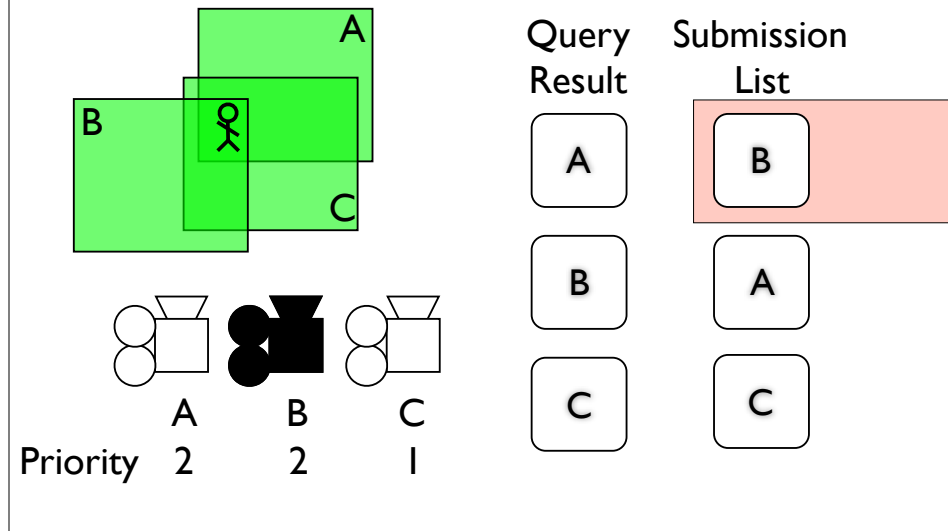 A
B
C
A B C
Priority 2 2 1
Query Submission
Result List
A B
B A
C C